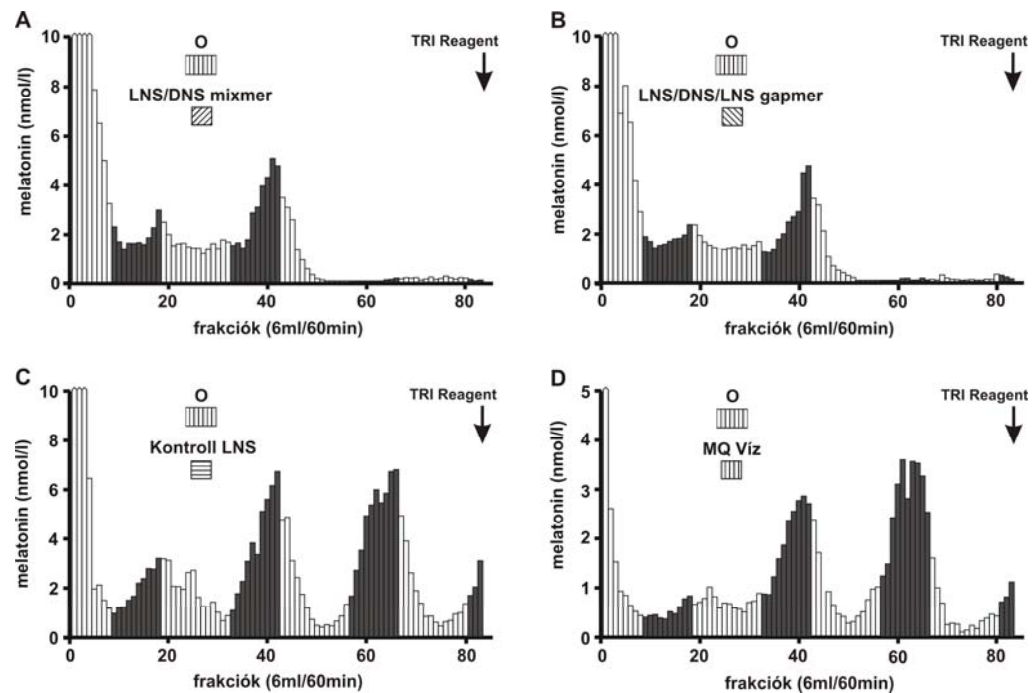 A
O
TRI Reagent
LNS/DNS mixmer
melatonin (nmol/l)
10
8
6
4
2
0
0 20 40 60 80
frakciók (6ml/60min)
B
O
TRI Reagent
LNS/DNS/LNS gapmer
melatonin (nmol/l)
10
8
6
4
2
0
0 20 40 60 80
frakciók (6ml/60min)
C
O
TRI Reagent
Kontroll LNS
melatonin (nmol/l)
10
8
6
4
2
0
0 20 40 60 80
frakciók (6ml/60min)
D
O
TRI Reagent
MQ Víz
melatonin (nmol/l)
5
4
3
2
1
0
0 20 40 60 80
frakciók (6ml/60min)